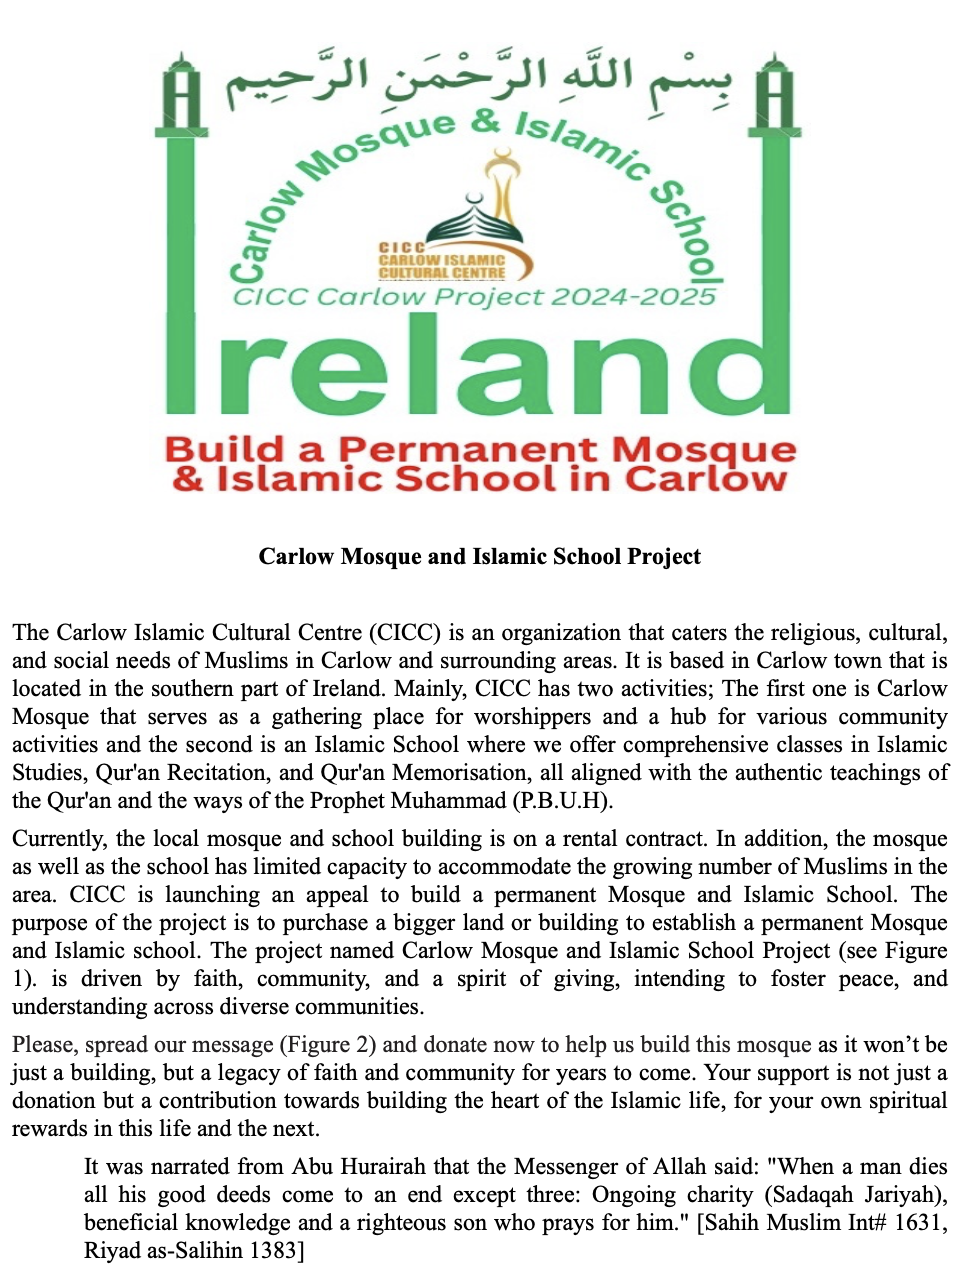 بِسْمِ اللَّهِ الرَّحْمَنِ الرَّحِيم
Carlow Mosque & Islamic School
CICC
CARLOW ISLAMIC
CULTURAL CENTRE
CICC Carlow Project 2024-2025
Ireland
Build a Permanent Mosque
& Islamic School in Carlow
Carlow Mosque and Islamic School Project
The Carlow Islamic Cultural Centre (CICC) is an organization that caters the religious, cultural,
and social needs of Muslims in Carlow and surrounding areas. It is based in Carlow town that is
located in the southern part of Ireland. Mainly, CICC has two activities; The first one is Carlow
Mosque that serves as a gathering place for worshippers and a hub for various community
activities and the second is an Islamic School where we offer comprehensive classes in Islamic
Studies, Qur'an Recitation, and Qur'an Memorisation, all aligned with the authentic teachings of
the Qur'an and the ways of the Prophet Muhammad (P.B.U.H).
Currently, the local mosque and school building is on a rental contract. In addition, the mosque
as well as the school has limited capacity to accommodate the growing number of Muslims in the
area. CICC is launching an appeal to build a permanent Mosque and Islamic School. The
purpose of the project is to purchase a bigger land or building to establish a permanent Mosque
and Islamic school. The project named Carlow Mosque and Islamic School Project (see Figure
1). is driven by faith, community, and a spirit of giving, intending to foster peace, and
understanding across diverse communities.
Please, spread our message (Figure 2) and donate now to help us build this mosque as it won’t be
just a building, but a legacy of faith and community for years to come. Your support is not just a
donation but a contribution towards building the heart of the Islamic life, for your own spiritual
rewards in this life and the next.
It was narrated from Abu Hurairah that the Messenger of Allah said: "When a man dies
all his good deeds come to an end except three: Ongoing charity (Sadaqah Jariyah),
beneficial knowledge and a righteous son who prays for him." [Sahih Muslim Int# 1631,
Riyad as-Salihin 1383]